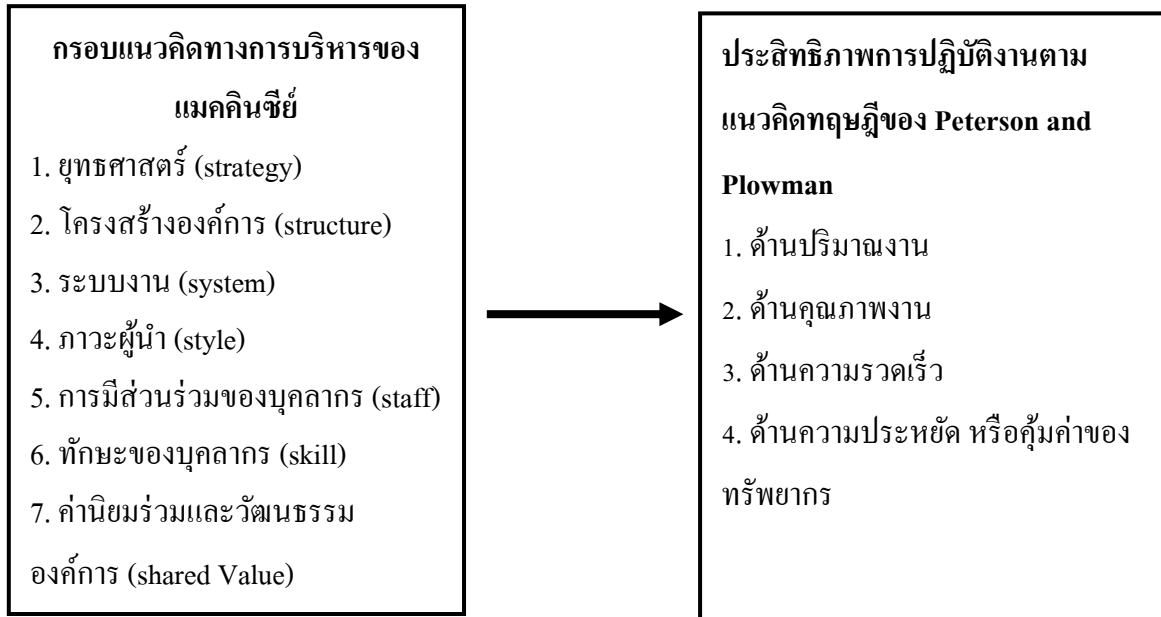 กรอบแนวคิดทางการบริหารของ
แมคคินซีย์
1. ยุทธศาสตร์ (strategy)
2. โครงสร้างองค์การ (structure)
3. ระบบงาน (system)
4. ภาวะผู้นำ (style)
5. การมีส่วนร่วมของบุคลากร (staff)
6. ทักษะของบุคลากร (skill)
7. ค่านิยมร่วมและวัฒนธรรม
องค์การ (shared Value)
ประสิทธิภาพการปฏิบัติงานตาม
แนวคิดทฤษฎีของ Peterson and
Plowman
1. ด้านปริมาณงาน
2. ด้านคุณภาพงาน
3. ด้านความรวดเร็ว
4. ด้านความประหยัด หรือคุ้มค่าของ
ทรัพยากร